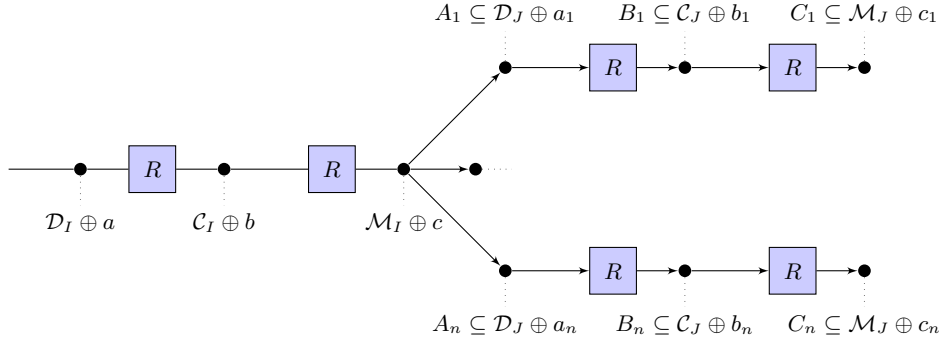 $A_1 \subseteq \mathcal{D}_J \oplus a_1$ $B_1 \subseteq \mathcal{C}_J \oplus b_1$ $C_1 \subseteq \mathcal{M}_J \oplus c_1$
$R$ $R$
$R$ $R$
$\mathcal{D}_I \oplus a$ $\mathcal{C}_I \oplus b$ $\mathcal{M}_I \oplus c$
$R$ $R$
$A_n \subseteq \mathcal{D}_J \oplus a_n$ $B_n \subseteq \mathcal{C}_J \oplus b_n$ $C_n \subseteq \mathcal{M}_J \oplus c_n$